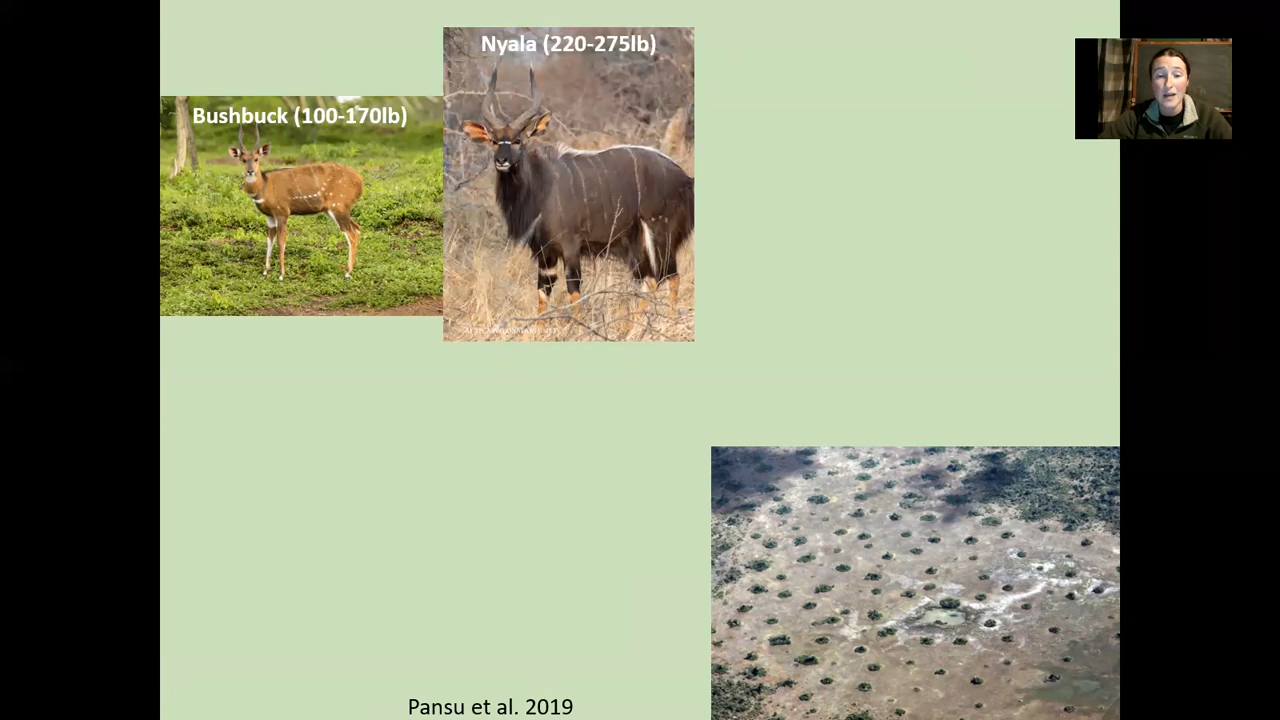 Nyala (220-275lb)
Bushbuck (100-170lb)
Pansu et al. 2019